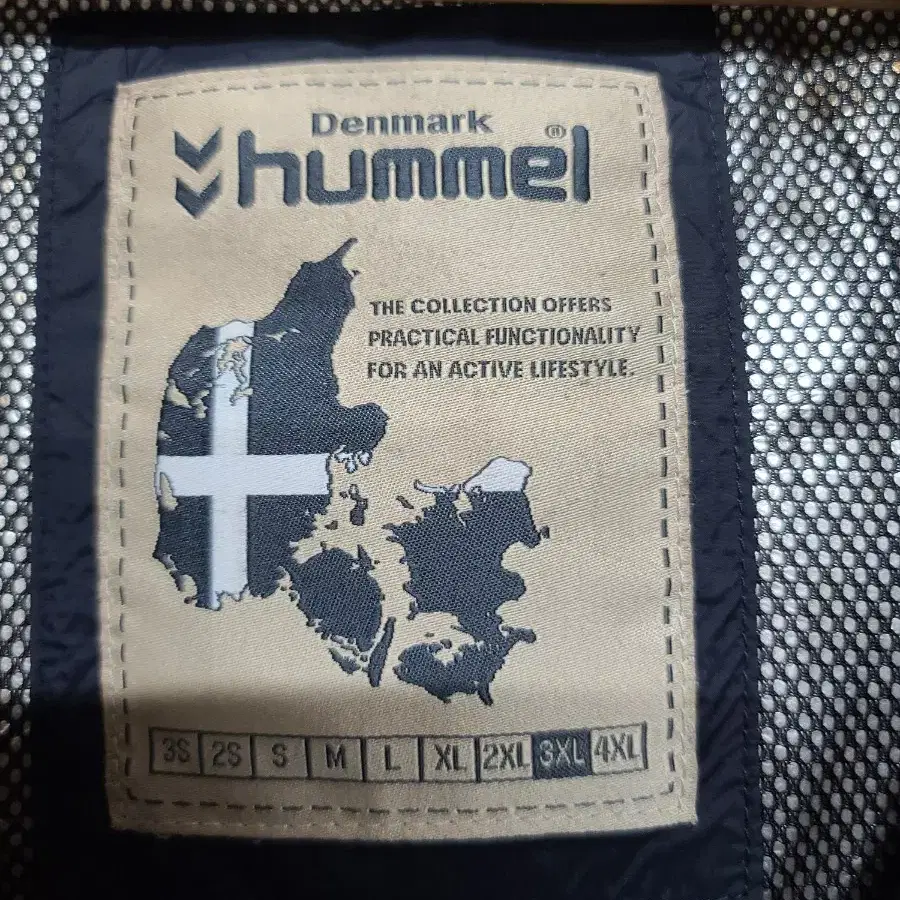 Denmark
hummel®
THE COLLECTION OFFERS
PRACTICAL FUNCTIONALITY
FOR AN ACTIVE LIFESTYLE.
3S 2S S M L XL 2XL 3XL 4XL